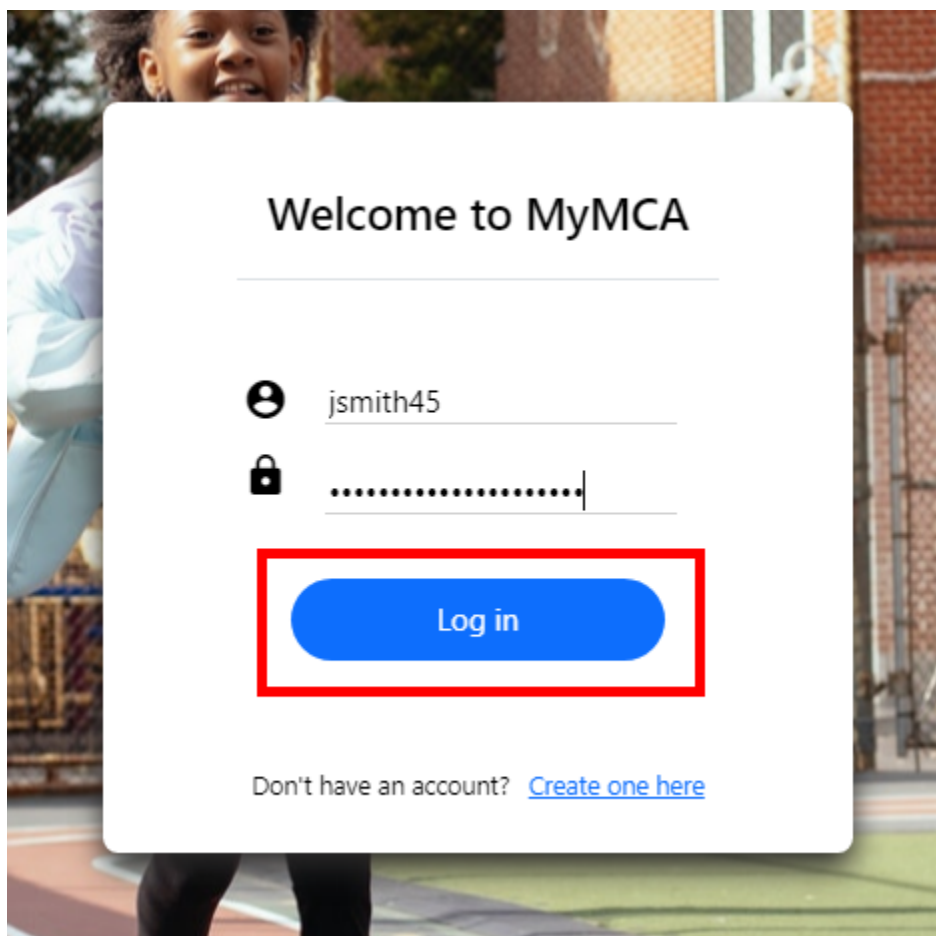 Welcome to MyMCA
jsmith45
•••••••••••••••••••••
Log in
Don't have an account? Create one here